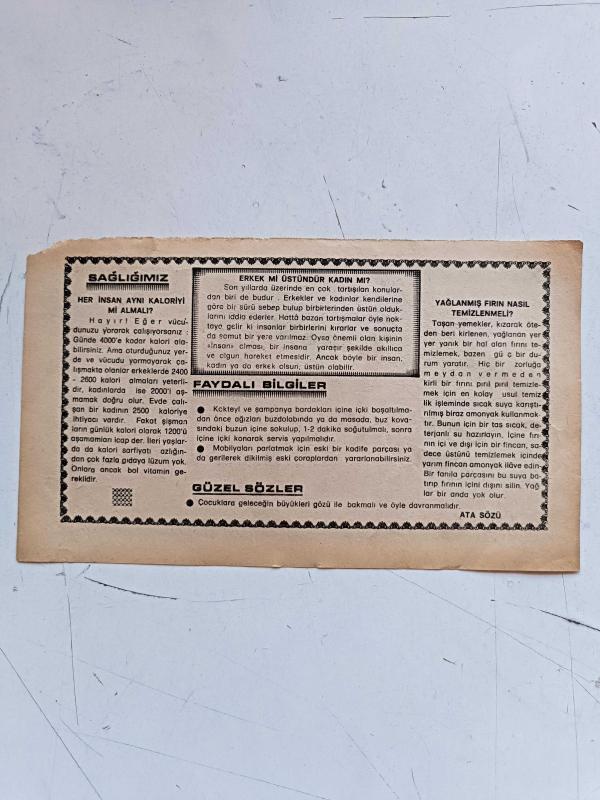 SAĞLIĞIMIZ
HER İNSAN AYNI KALORİYİ
Mİ ALMALI?
Hayır! Eğer vücu-
dunuzu yorarak çalışıyorsanız
Günde 4000'e kadar kalori ala-
bilirsiniz. Ama oturduğunuz yer-
de ve vücudu yormayarak ça-
lışmakta olanlar erkeklerde 2400
- 2600 kalori almaları yeterli-
dir, kadınlarda ise 2000'i aş-
mamak doğru olur. Evde çalı-
şan bir kadının 2500 kaloriye
ihtiyacı vardır. Fakat şişman
ların günlük kalori olarak 1200'ü
aşamamları icap der. İleri yaşlar-
da da kalori sarfiyatı azlığın-
dan çok fazla gıdaya lüzum yok.
Onlara ancak bol vitamin ge-
reklidir.
ERKEK Mİ ÜSTÜNDÜR KADIN MI?
Son yıllarda üzerinde en çok tartışılan konular-
dan biri de budur . Erkekler ve kadınlar kendilerine
göre bir sürü sebep bulup birbirlerinden üstün olduk-
larını iddia ederler. Hattâ bazan tartışmalar öyle nok-
taya gelir ki insanlar birbirlerini kırarlar ve sonuçta
da somut bir yere varılmaz. Oysa önemli olan kişinin
«İnsan» olması, bir insana yaraşır şekilde akıllıca
ve olgun hareket etmesidir. Ancak böyle bir insan,
kadın ya da erkek olsun, üstün olabilir.
FAYDALI BİLGİLER
● Kokteyl ve şampanya bardakları içine içki boşaltılma-
dan önce ağızları buzdolabında ya da masada, buz kova-
sındaki buzun içine sokulup, 1-2 dakika soğutulmalı, sonra
içine içki konarak servis yapılmalıdır.
● Mobilyaları parlatmak için eski bir kadife parçası ya
da gerilerek dikilmiş eski çoraplardan yararlanabilirsiniz.
GÜZEL SÖZLER
● Çocuklara geleceğin büyükleri gözü ile bakmalı ve öyle davranmalıdır.
ATA SÖZÜ
YAĞLANMIŞ FIRIN NASIL
TEMİZLENMELİ?
Taşan yemekler, kızarak öte-
den beri kirlenen, yağlanan yer
yer yanık bir hal alan fırını te-
mizlemek, bazen güç bir du-
rum yaratır. Hiç bir zorluğa
meydan vermeden
kirli bir fırını pırıl pırıl temizle-
mek için en kolay usul temiz
lik işleminde sıcak suya karıştı-
rılmış biraz amonyak kullanmak-
tır. Bunun için bir tas sıcak, de-
terjanlı su hazırlayın. İçine fırı-
nın içi ve dışı için bir fincan, sa-
dece üstünü temizlemek içinde
yarım fincan amonyak ilâve edin
Bir fanila parçasını bu suya ba-
tırıp fırının içini dışını silin. Yağ
lar bir anda yok olur.